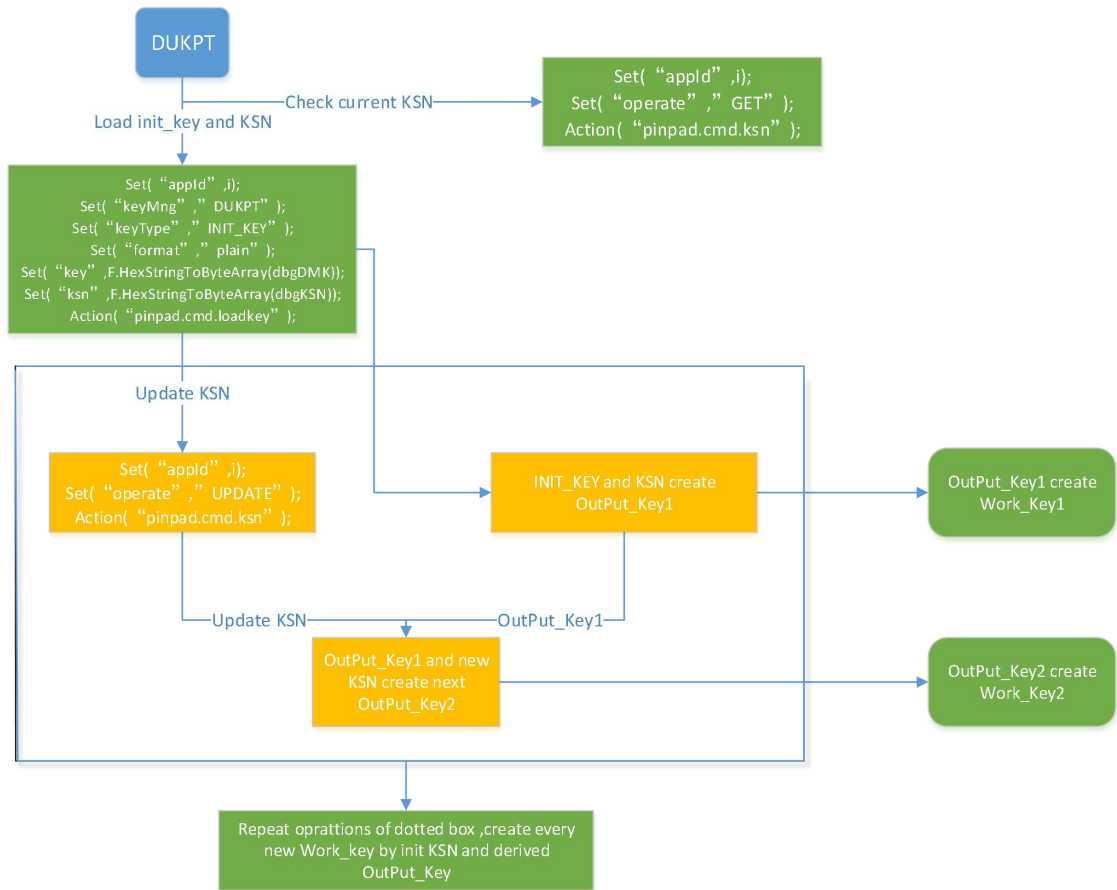 DUKPT
Check current KSN
Set( “appId” ,i);
Set( “operate” ,” GET” );
Action( “pinpad.cmd.ksn” );
Load init_key and KSN
Set( “appId” ,i);
Set( “keyMng” ,” DUKPT” );
Set( “keyType” ,” INIT_KEY” );
Set( “format” ,” plain” );
Set( “key” ,F.HexStringToByteArray(dbgDMK));
Set( “ksn” ,F.HexStringToByteArray(dbgKSN));
Action( “pinpad.cmd.loadkey” );
Update KSN
Set( “appId” ,i);
Set( “operate” ,” UPDATE” );
Action( “pinpad.cmd.ksn” );
INIT_KEY and KSN create
OutPut_Key1
OutPut_Key1 create
Work_Key1
Update KSN
OutPut_Key1
OutPut_Key1 and new
KSN create next
OutPut_Key2
OutPut_Key2 create
Work_Key2
Repeat oprattions of dotted box ,create every
new Work_key by init KSN and derived
OutPut_Key